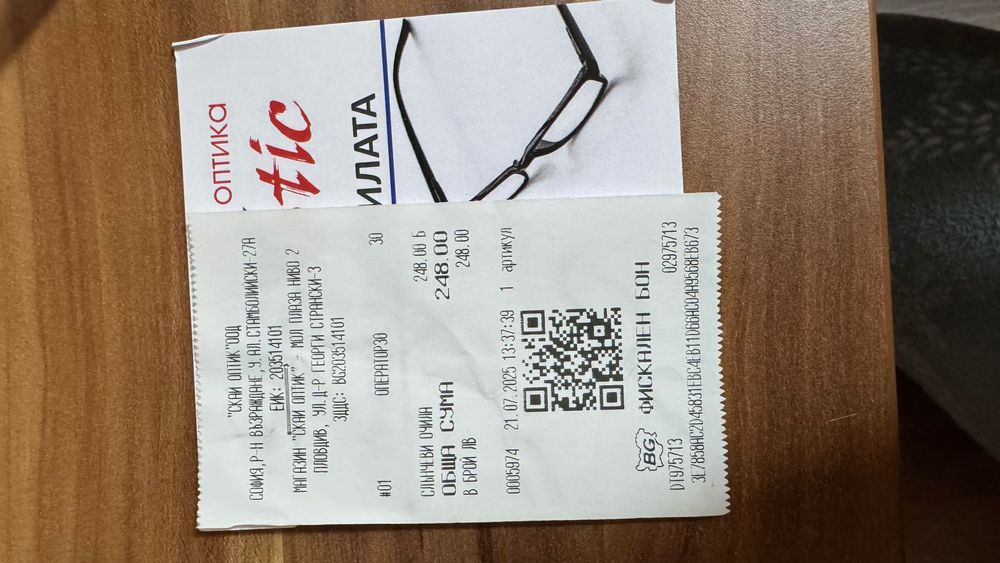 ОПТИКА
tic
ИЛАТА
"СКАЙ ОПТИК"ООД
СОФИЯ,Р-Н ВЪЗРАЖДАНЕ,У.АЛ.СТАМБОЛИЙСКИ-27А
ЕИК: 203514101
МАГАЗИН "СКАЙ ОПТИК" - МОЛ ПЛАЗА НИВО 2
ПЛОВДИВ, УЛ.Д-Р ГЕОРГИ СТРАНСКИ-3
ЗДДС: BG203514101
#01 ОПЕРАТОР30 30
СЛЪНЧЕВИ ОЧИЛА 248.00 Б
ОБЩА СУМА 248.00
В БРОЙ ЛВ 248.00
0005974 21.07.2025 13:37:39 1 артикул
BG ФИСКАЛЕН БОН
DT975713 02975713
3E7858AC2D45831EBC4EB11D66ACD4A9568EB673